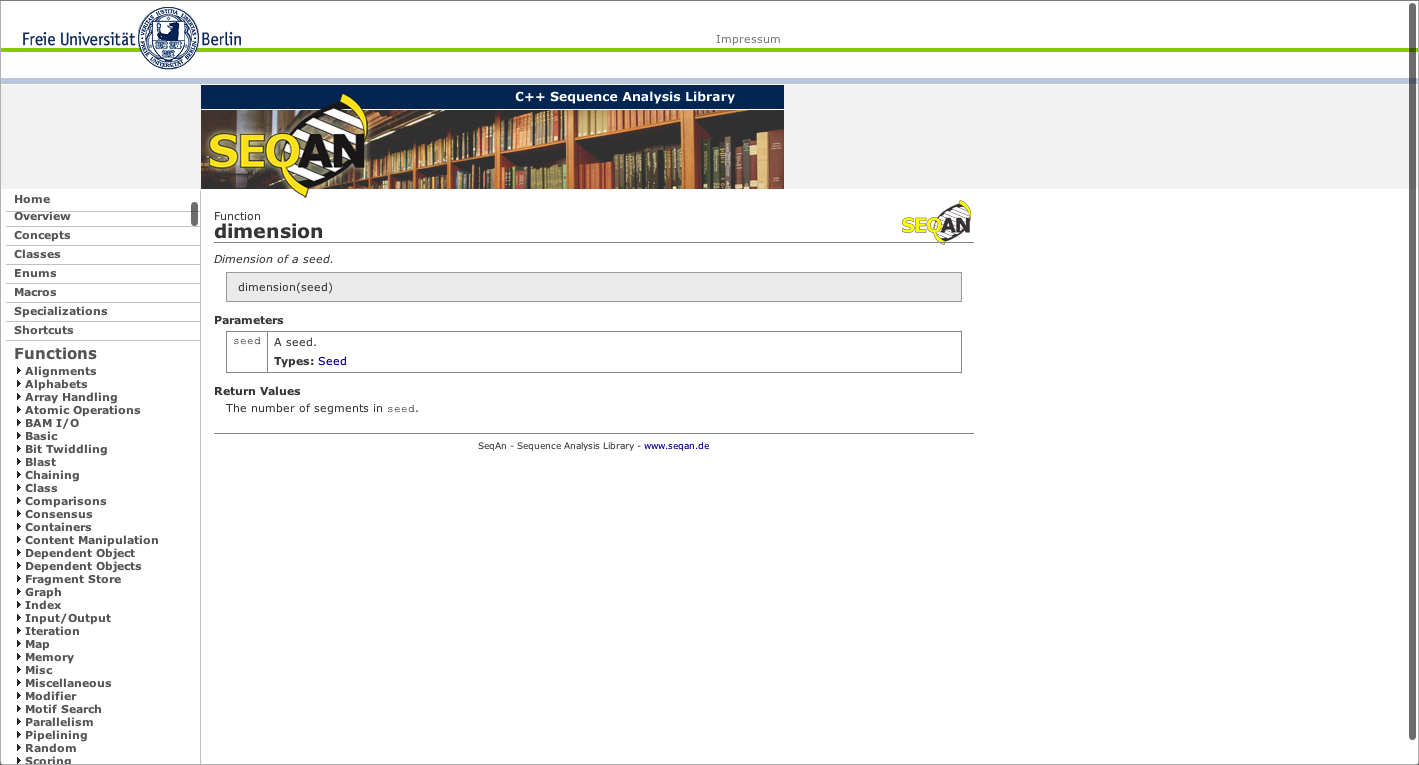 Freie Universität Berlin
Impressum
C++ Sequence Analysis Library
SEQAN
Home
Overview
Concepts
Classes
Enums
Macros
Specializations
Shortcuts
Functions
Alignments
Alphabets
Array Handling
Atomic Operations
BAM I/O
Basic
Bit Twiddling
Blast
Chaining
Class
Comparisons
Consensus
Containers
Content Manipulation
Dependent Object
Dependent Objects
Fragment Store
Graph
Index
Input/Output
Iteration
Map
Memory
Misc
Miscellaneous
Modifier
Motif Search
Parallelism
Pipelining
Random
Scoring
Function
dimension
SEQAN
Dimension of a seed.
dimension(seed)
Parameters
seed A seed.
Types: Seed
Return Values
The number of segments in seed.
SeqAn - Sequence Analysis Library - www.seqan.de